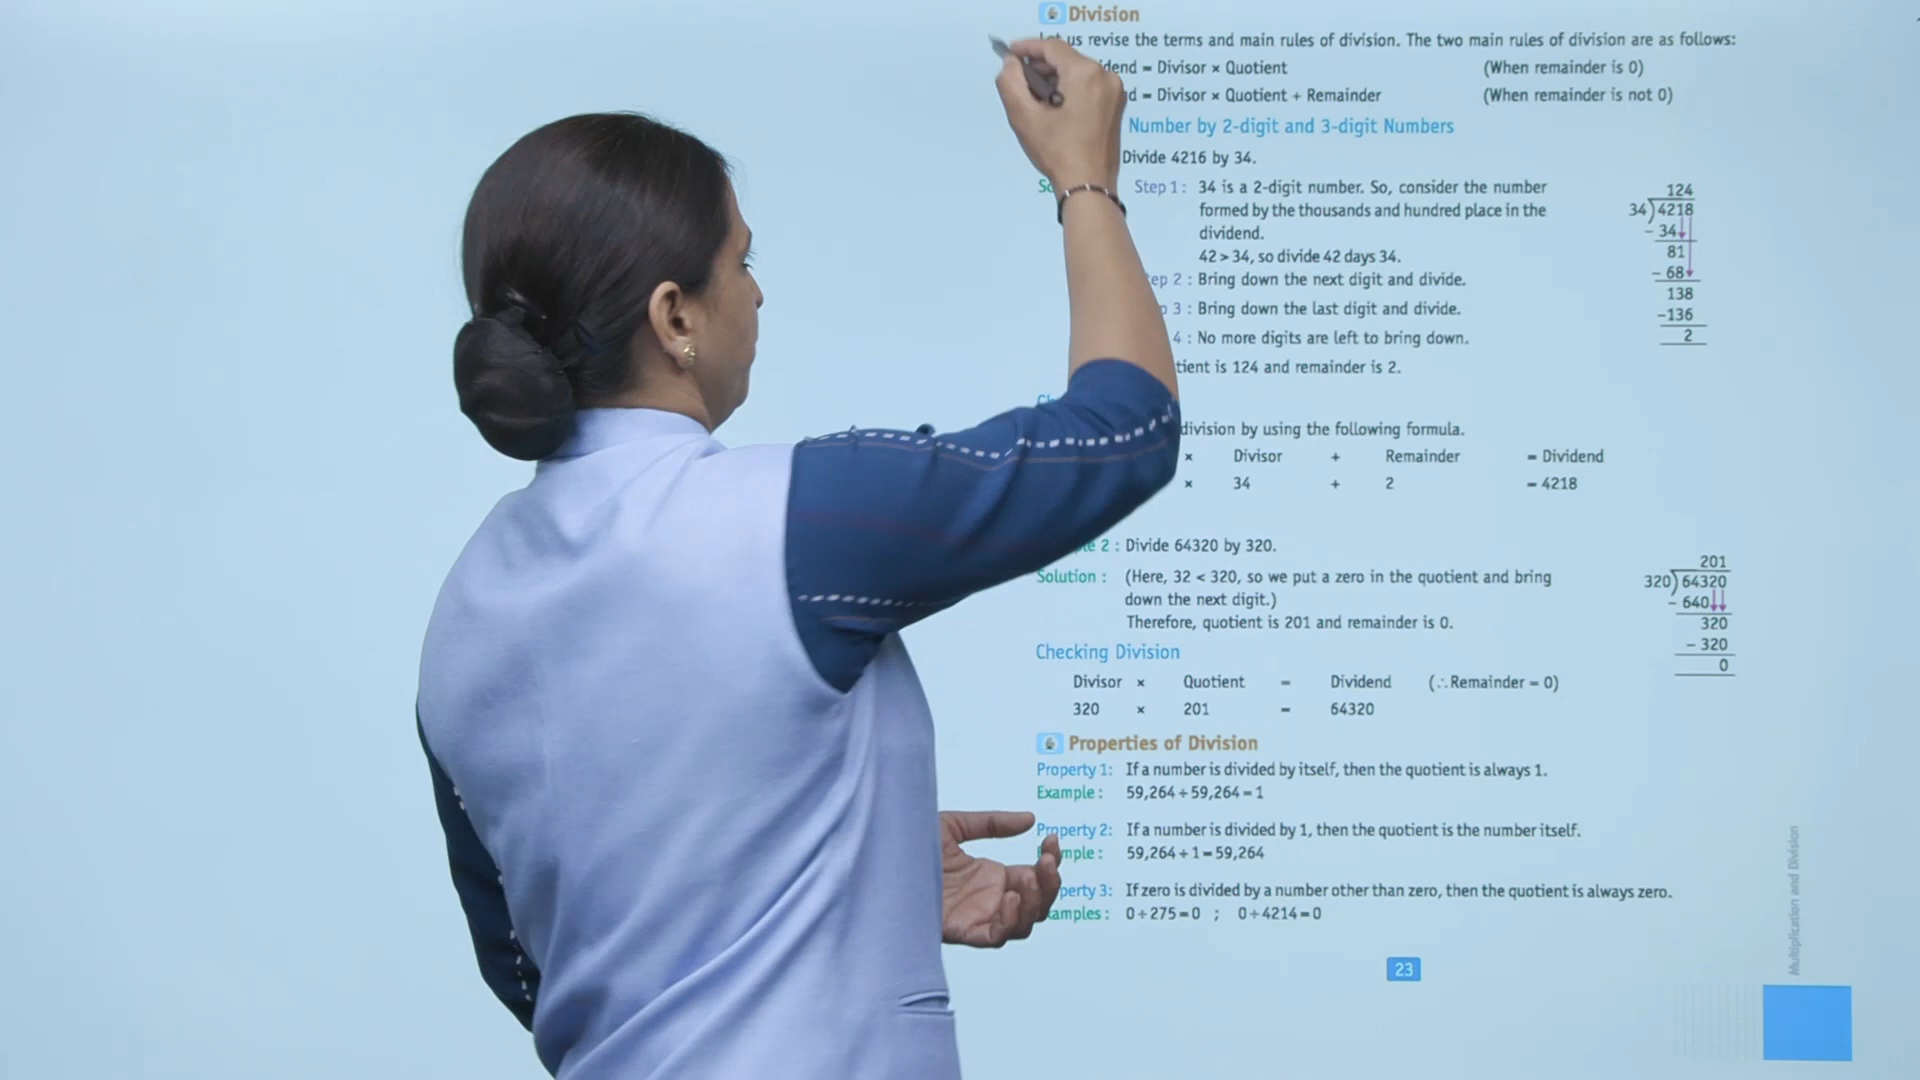 Division
us revise the terms and main rules of division. The two main rules of division are as follows:
= Divisor × Quotient (When remainder is 0)
= Divisor × Quotient + Remainder (When remainder is not 0)
Number by 2-digit and 3-digit Numbers
Divide 4216 by 34.
Step 1 : 34 is a 2-digit number. So, consider the number
formed by the thousands and hundred place in the
dividend.
42 > 34, so divide 42 days 34.
2 : Bring down the next digit and divide.
3 : Bring down the last digit and divide.
4 : No more digits are left to bring down.
is 124 and remainder is 2.
124
34)4218
- 34
81
- 68
138
-136
2
division by using the following formula.
× Divisor + Remainder = Dividend
× 34 + 2 = 4218
2 : Divide 64320 by 320.
Solution : (Here, 32 < 320, so we put a zero in the quotient and bring
down the next digit.)
Therefore, quotient is 201 and remainder is 0.
201
320)64320
- 640
320
- 320
0
Checking Division
Divisor × Quotient = Dividend (∴Remainder = 0)
320 × 201 = 64320
Properties of Division
Property 1: If a number is divided by itself, then the quotient is always 1.
Example : 59,264 ÷ 59,264 = 1
Property 2: If a number is divided by 1, then the quotient is the number itself.
59,264 ÷ 1 = 59,264
3: If zero is divided by a number other than zero, then the quotient is always zero.
0 ÷ 275 = 0 ; 0 ÷ 4214 = 0
23
Multiplication and Division